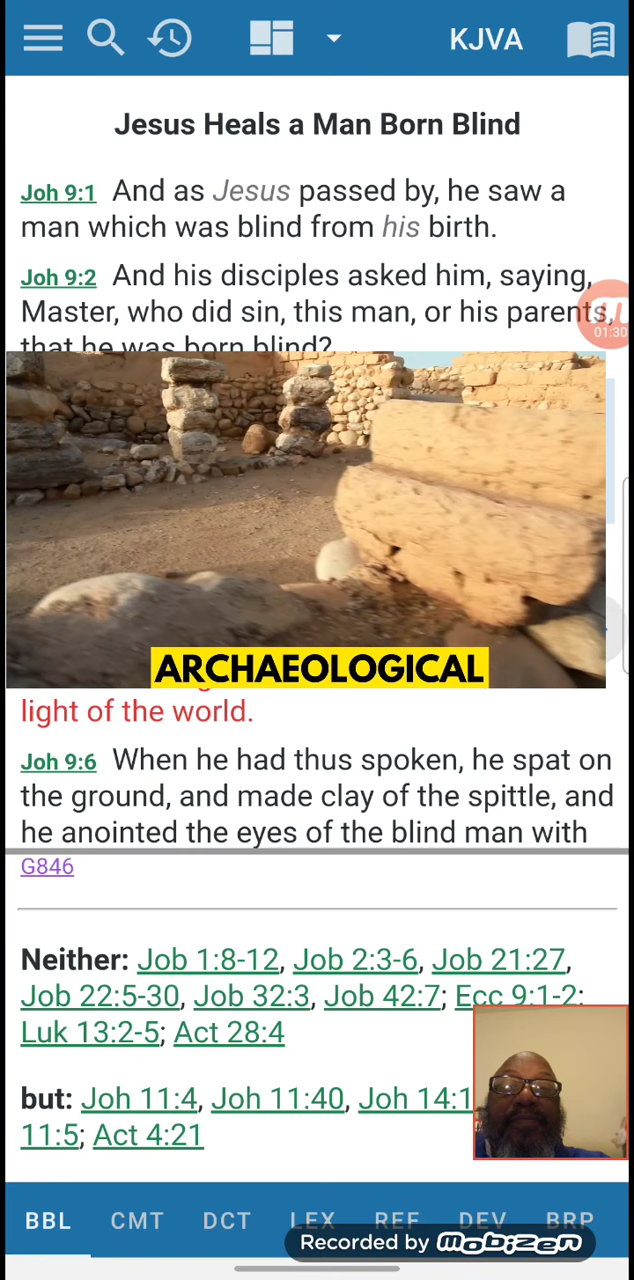 KJVA
Jesus Heals a Man Born Blind
Joh 9:1 And as Jesus passed by, he saw a
man which was blind from his birth.
Joh 9:2 And his disciples asked him, saying,
Master, who did sin, this man, or his parents,
that he was born blind?
01:30
ARCHAEOLOGICAL
light of the world.
Joh 9:6 When he had thus spoken, he spat on
the ground, and made clay of the spittle, and
he anointed the eyes of the blind man with
G846
Neither: Job 1:8-12, Job 2:3-6, Job 21:27,
Job 22:5-30, Job 32:3, Job 42:7; Ecc 9:1-2;
Luk 13:2-5; Act 28:4
but: Joh 11:4, Joh 11:40, Joh 14:1
11:5; Act 4:21
BBL CMT DCT LEX REF DEV BRP
Recorded by mobizen